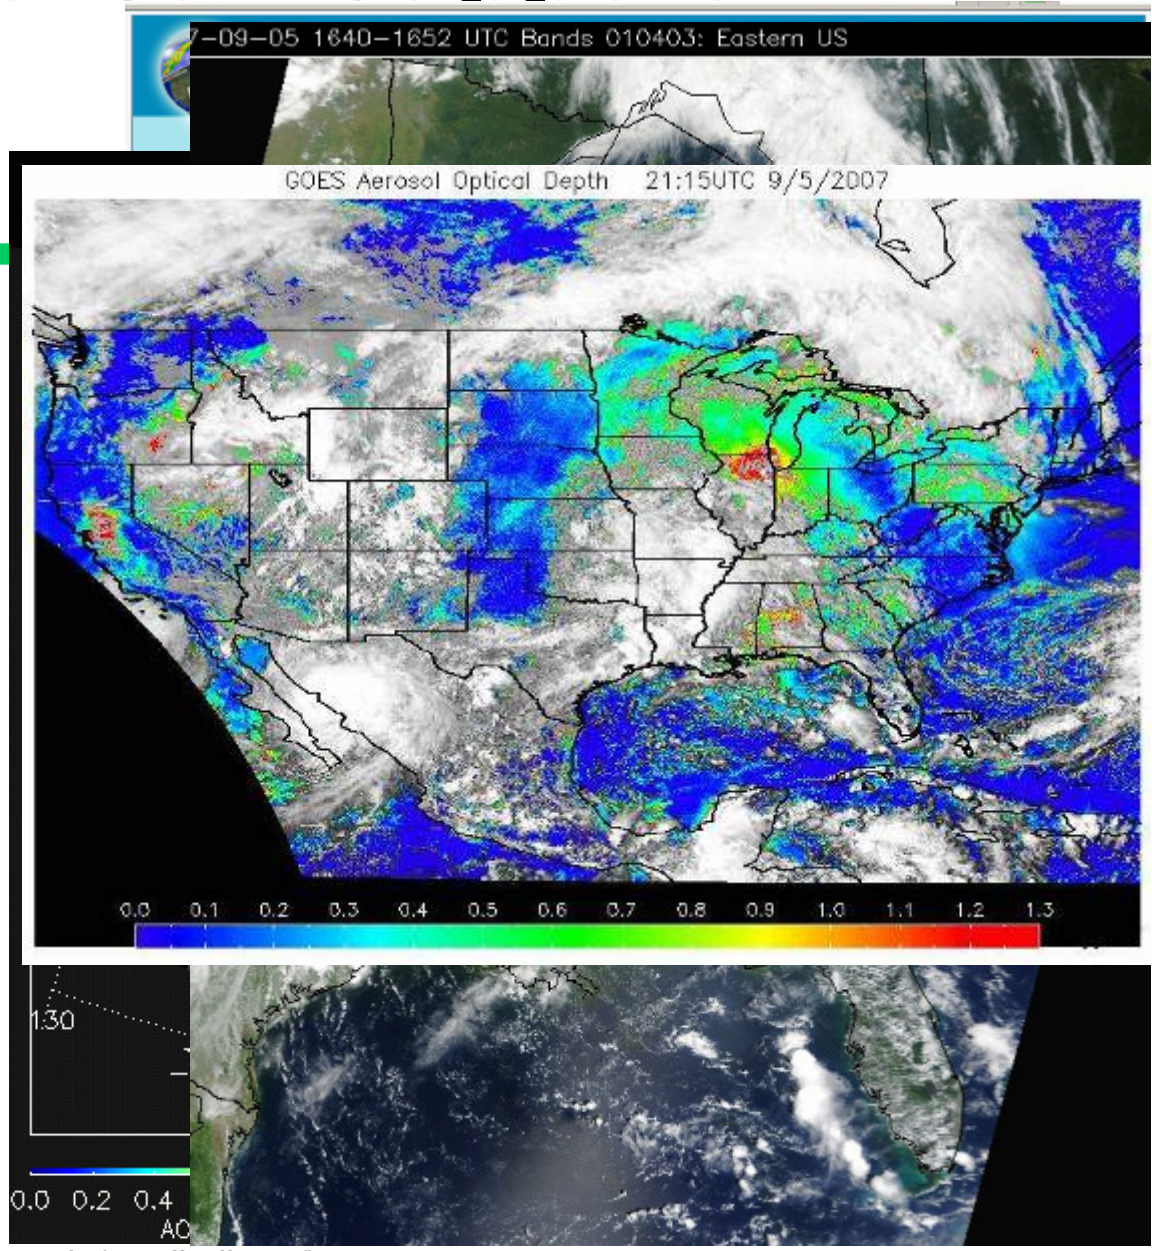 7-09-05 1640-1652 UTC Bands 010403: Eastern US
GOES Aerosol Optical Depth 21:15UTC 9/5/2007
0.0 0.1 0.2 0.3 0.4 0.5 0.6 0.7 0.8 0.9 1.0 1.1 1.2 1.3
130
0.0 0.2 0.4
AO